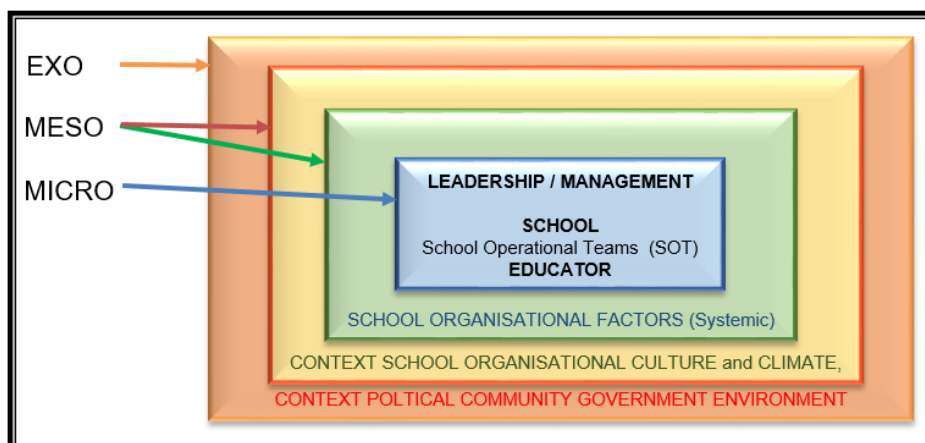 EXO
MESO
MICRO
LEADERSHIP / MANAGEMENT
SCHOOL
School Operational Teams (SOT)
EDUCATOR
SCHOOL ORGANISATIONAL FACTORS (Systemic)
CONTEXT SCHOOL ORGANISATIONAL CULTURE and CLIMATE,
CONTEXT POLTICAL COMMUNITY GOVERNMENT ENVIRONMENT